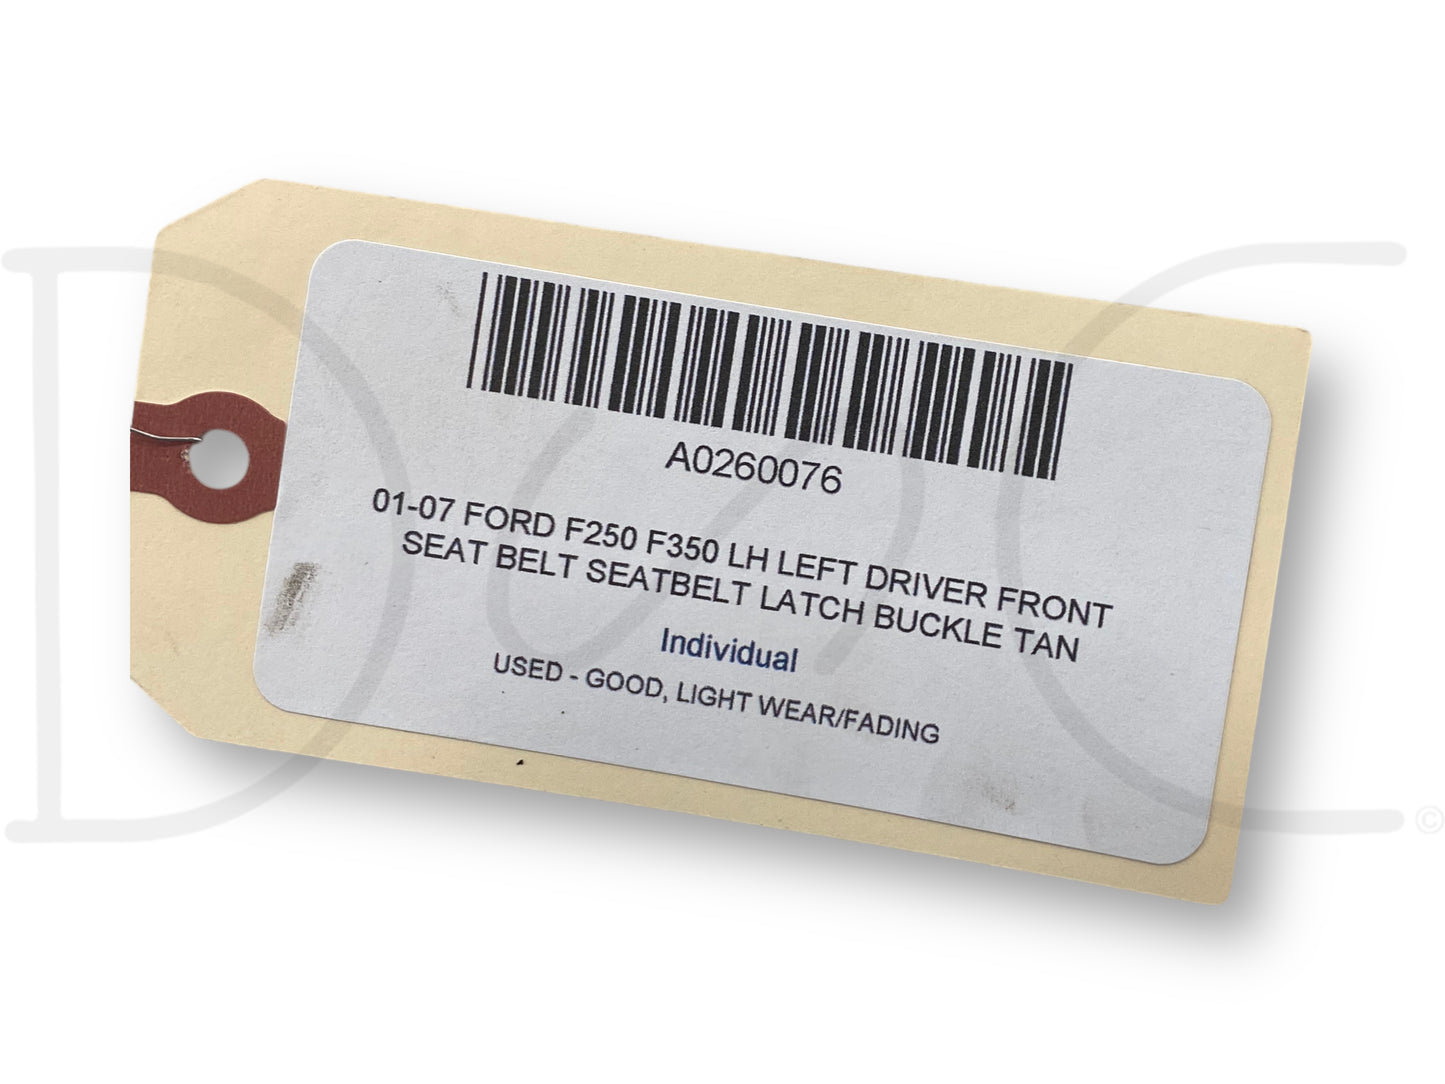 A0260076
01-07 FORD F250 F350 LH LEFT DRIVER FRONT
SEAT BELT SEATBELT LATCH BUCKLE TAN
Individual
USED - GOOD, LIGHT WEAR/FADING
D&C ©